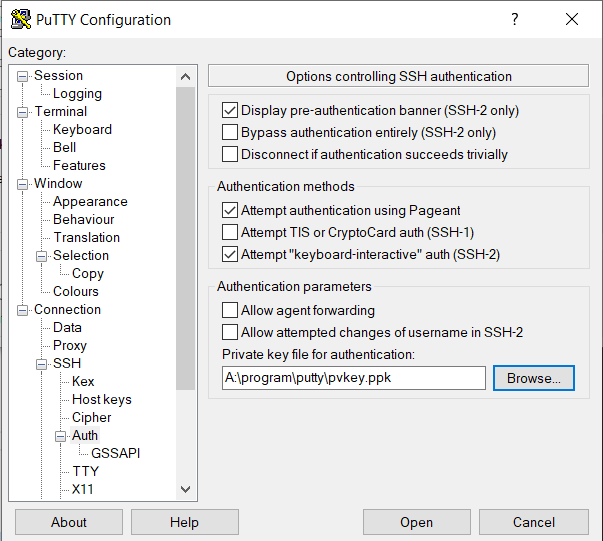 PuTTY Configuration
?
Category:
Session
Logging
Terminal
Keyboard
Bell
Features
Window
Appearance
Behaviour
Translation
Selection
Copy
Colours
Connection
Data
Proxy
SSH
Kex
Host keys
Cipher
Auth
GSSAPI
TTY
X11
Options controlling SSH authentication
Display pre-authentication banner (SSH-2 only)
Bypass authentication entirely (SSH-2 only)
Disconnect if authentication succeeds trivially
Authentication methods
Attempt authentication using Pageant
Attempt TIS or CryptoCard auth (SSH-1)
Attempt "keyboard-interactive" auth (SSH-2)
Authentication parameters
Allow agent forwarding
Allow attempted changes of username in SSH-2
Private key file for authentication:
A:\program\putty\pvkey.ppk
Browse...
About
Help
Open
Cancel